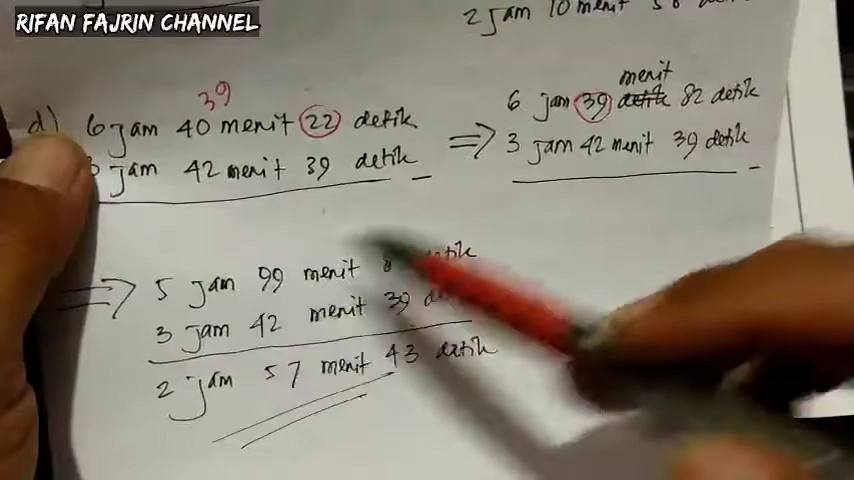 RIFAN FAJRIN CHANNEL
2 jam 10 menit
39
d) 6 jam 40 menit 22 detik
jam 42 menit 39 detik
⇒ 6 jam 39 detik menit 82 detik
3 jam 42 menit 39 detik
⇒ 5 jam 99 menit
3 jam 42 menit 39
2 jam 57 menit 43 detik